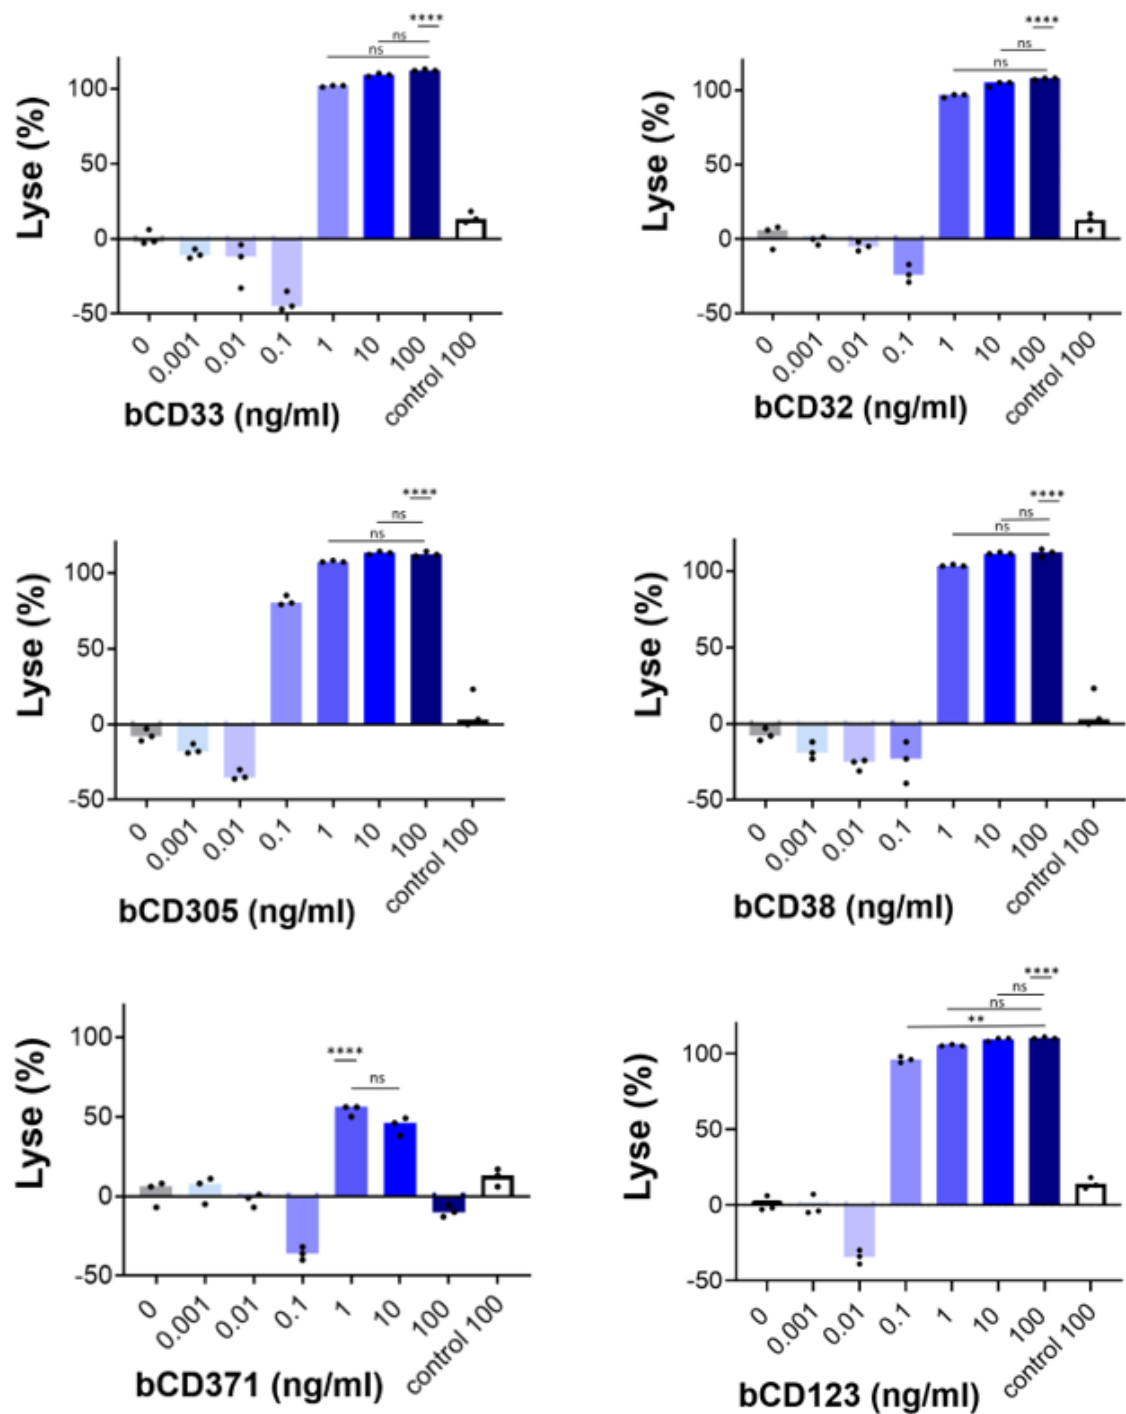 ****
ns
ns
Lyse (%)
100
50
0
-50
0
0.001
0.01
0.1
1
10
100
control 100
bCD33 (ng/ml)
****
ns
ns
Lyse (%)
100
50
0
-50
0
0.001
0.01
0.1
1
10
100
control 100
bCD32 (ng/ml)
****
ns
ns
Lyse (%)
100
50
0
-50
0
0.001
0.01
0.1
1
10
100
control 100
bCD305 (ng/ml)
****
ns
ns
Lyse (%)
100
50
0
-50
0
0.001
0.01
0.1
1
10
100
control 100
bCD38 (ng/ml)
****
ns
Lyse (%)
100
50
0
-50
0
0.001
0.01
0.1
1
10
100
control 100
bCD371 (ng/ml)
****
ns
ns
**
Lyse (%)
100
50
0
-50
0
0.001
0.01
0.1
1
10
100
control 100
bCD123 (ng/ml)